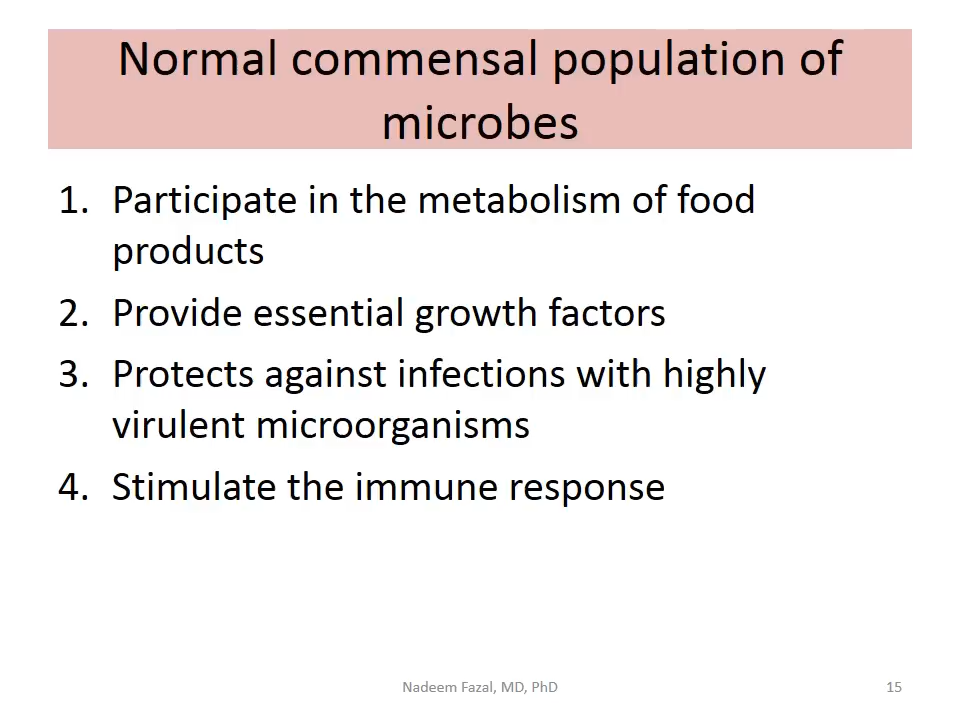 Normal commensal population of
microbes
1. Participate in the metabolism of food
products
2. Provide essential growth factors
3. Protects against infections with highly
virulent microorganisms
4. Stimulate the immune response
Nadeem Fazal, MD, PhD
15